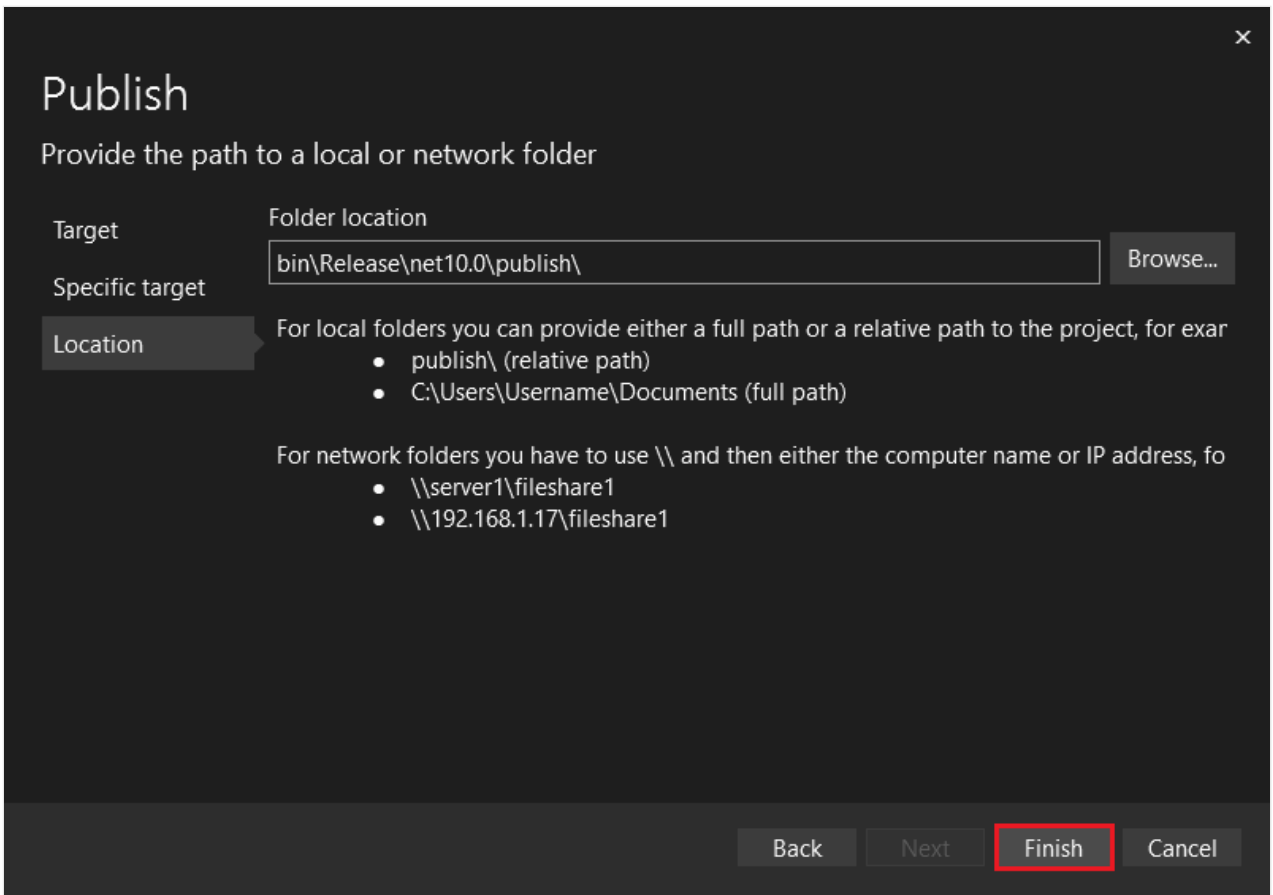 ×
Publish
Provide the path to a local or network folder
Target
Specific target
Location
Folder location
bin\Release\net10.0\publish\
Browse...
For local folders you can provide either a full path or a relative path to the project, for exar
● publish\ (relative path)
● C:\Users\Username\Documents (full path)
For network folders you have to use \\ and then either the computer name or IP address, fo
● \\server1\fileshare1
● \\192.168.1.17\fileshare1
Back Next Finish Cancel